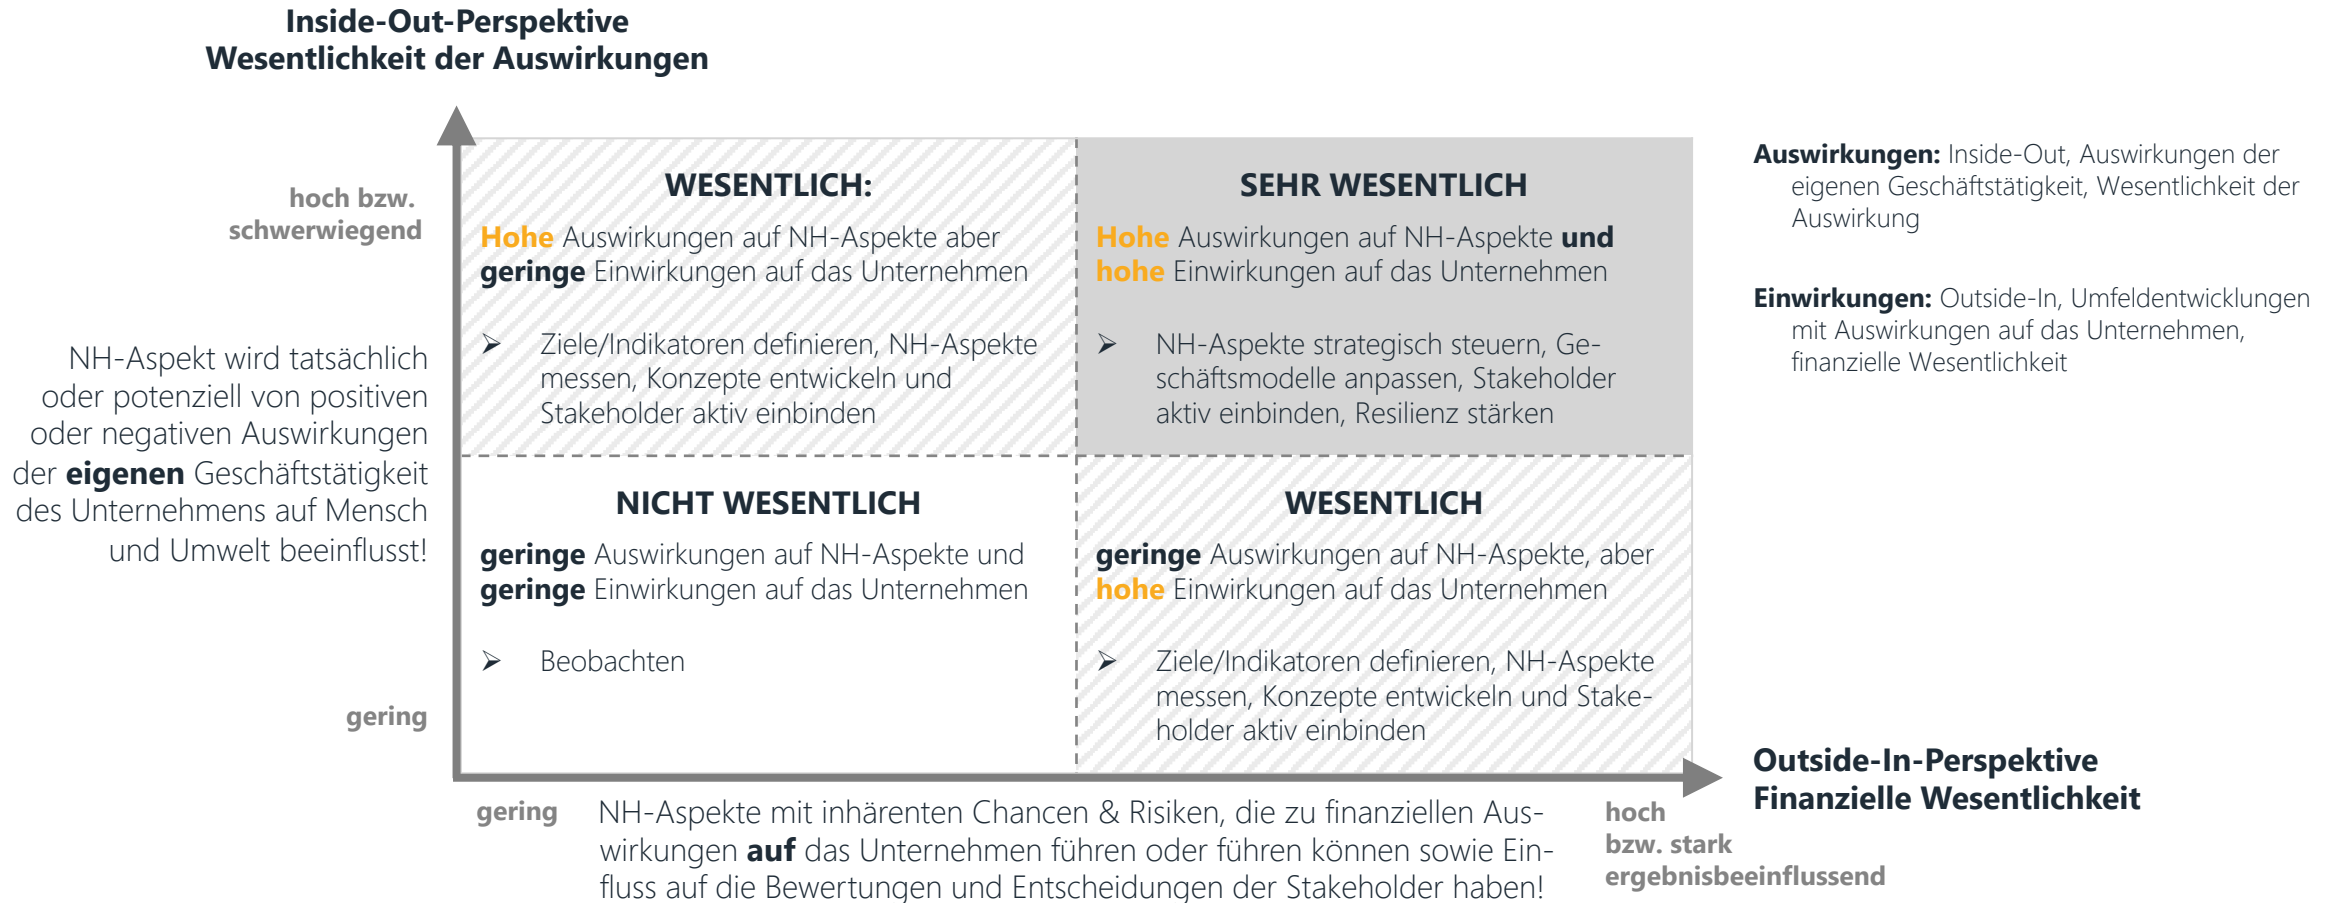 Inside-Out-Perspektive
Wesentlichkeit der Auswirkungen
hoch bzw.
schwerwiegend
NH-Aspekt wird tatsächlich
oder potenziell von positiven
oder negativen Auswirkungen
der eigenen Geschäftstätigkeit
des Unternehmens auf Mensch
und Umwelt beeinflusst!
gering
WESENTLICH:
Hohe Auswirkungen auf NH-Aspekte aber
geringe Einwirkungen auf das Unternehmen
➢ Ziele/Indikatoren definieren, NH-Aspekte
messen, Konzepte entwickeln und
Stakeholder aktiv einbinden
SEHR WESENTLICH
Hohe Auswirkungen auf NH-Aspekte und
hohe Einwirkungen auf das Unternehmen
➢ NH-Aspekte strategisch steuern, Ge-
schäftsmodelle anpassen, Stakeholder
aktiv einbinden, Resilienz stärken
NICHT WESENTLICH
geringe Auswirkungen auf NH-Aspekte und
geringe Einwirkungen auf das Unternehmen
➢ Beobachten
WESENTLICH
geringe Auswirkungen auf NH-Aspekte, aber
hohe Einwirkungen auf das Unternehmen
➢ Ziele/Indikatoren definieren, NH-Aspekte
messen, Konzepte entwickeln und Stake-
holder aktiv einbinden
Auswirkungen: Inside-Out, Auswirkungen der
eigenen Geschäftstätigkeit, Wesentlichkeit der
Auswirkung
Einwirkungen: Outside-In, Umfeldentwicklungen
mit Auswirkungen auf das Unternehmen,
finanzielle Wesentlichkeit
Outside-In-Perspektive
Finanzielle Wesentlichkeit
gering
NH-Aspekte mit inhärenten Chancen & Risiken, die zu finanziellen Aus-
wirkungen auf das Unternehmen führen oder führen können sowie Ein-
fluss auf die Bewertungen und Entscheidungen der Stakeholder haben!
hoch
bzw. stark
ergebnisbeeinflussend